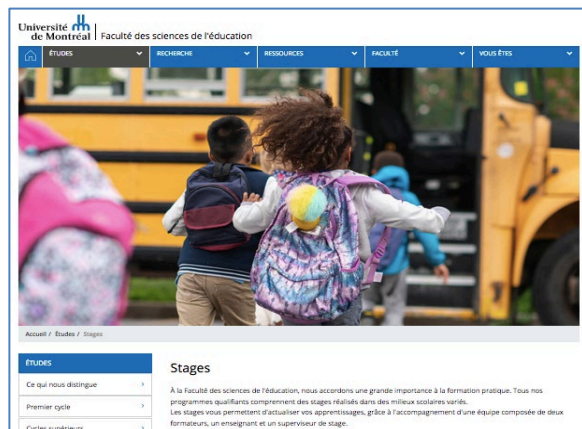 Université
de Montréal
Faculté des sciences de l'éducation
ÉTUDES
RECHERCHE
RESSOURCES
FACULTÉ
VOUS ÊTES
Accueil / Études / Stages
ÉTUDES
Ce qui nous distingue
Premier cycle
Cycles supérieurs
Stages
À la Faculté des sciences de l'éducation, nous accordons une grande importance à la formation pratique. Tous nos
programmes qualifiants comprennent des stages réalisés dans des milieux scolaires variés.
Les stages vous permettent d'actualiser vos apprentissages, grâce à l'accompagnement d'une équipe composée de deux
formateurs, un enseignant et un superviseur de stage.